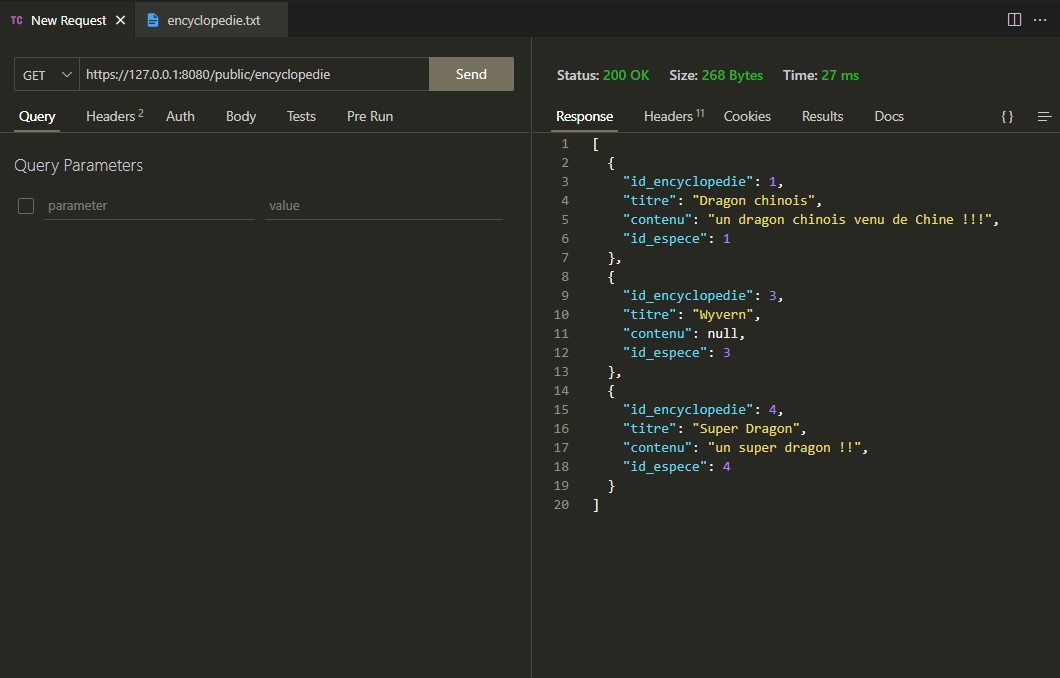 TC New Request
encyclopedie.txt
GET https://127.0.0.1:8080/public/encyclopedie Send
Query Headers 2 Auth Body Tests Pre Run
Query Parameters
parameter value
Status: 200 OK Size: 268 Bytes Time: 27 ms
Response Headers 11 Cookies Results Docs { }
1 [
2 {
3 "id_encyclopedie": 1,
4 "titre": "Dragon chinois",
5 "contenu": "un dragon chinois venu de Chine !!!",
6 "id_espece": 1
7 },
8 {
9 "id_encyclopedie": 3,
10 "titre": "Wyvern",
11 "contenu": null,
12 "id_espece": 3
13 },
14 {
15 "id_encyclopedie": 4,
16 "titre": "Super Dragon",
17 "contenu": "un super dragon !!",
18 "id_espece": 4
19 }
20 ]